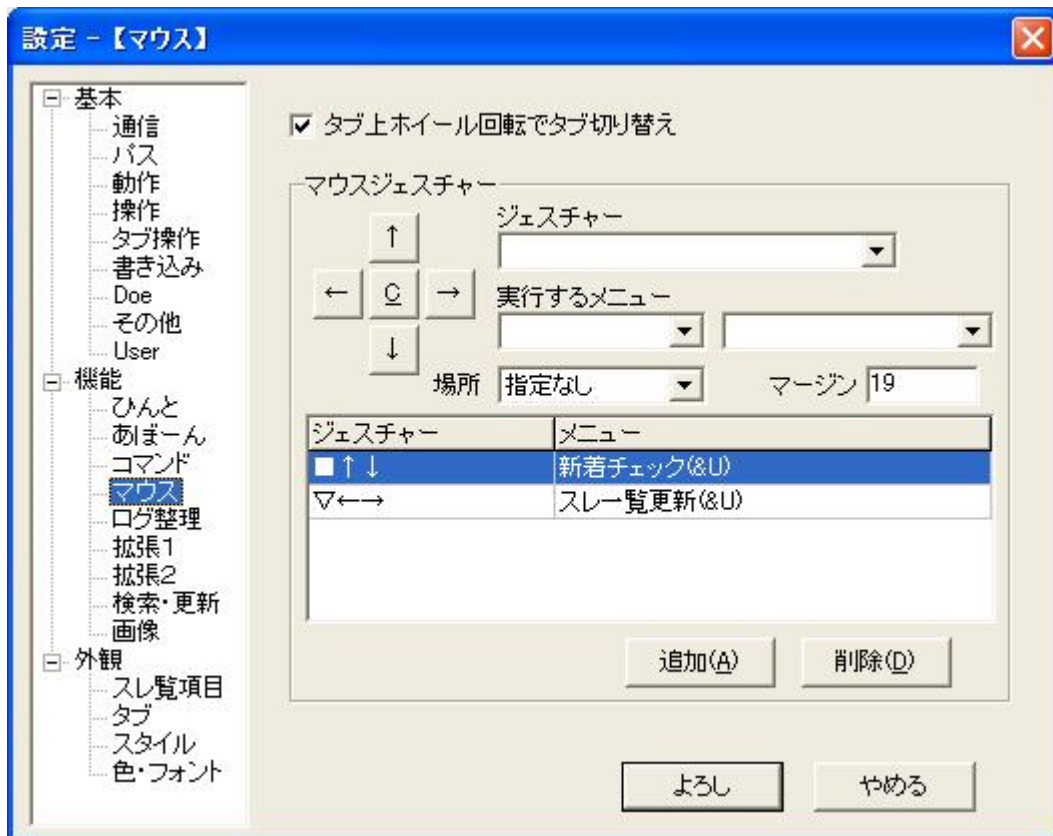 設定 - 【マウス】
基本
通信
パス
動作
操作
タブ操作
書き込み
Doe
その他
User
機能
ひんと
あぼーん
コマンド
マウス
ログ整理
拡張1
拡張2
検索・更新
画像
外観
スレ覧項目
タブ
スタイル
色・フォント
タブ上ホイール回転でタブ切り替え
マウスジェスチャー
↑
← C →
↓
ジェスチャー
実行するメニュー
場所 指定なし マージン 19
ジェスチャー メニュー
■↑↓ 新着チェック(&U)
▽←→ スレ一覧更新(&U)
追加(A) 削除(D)
よろし やめる